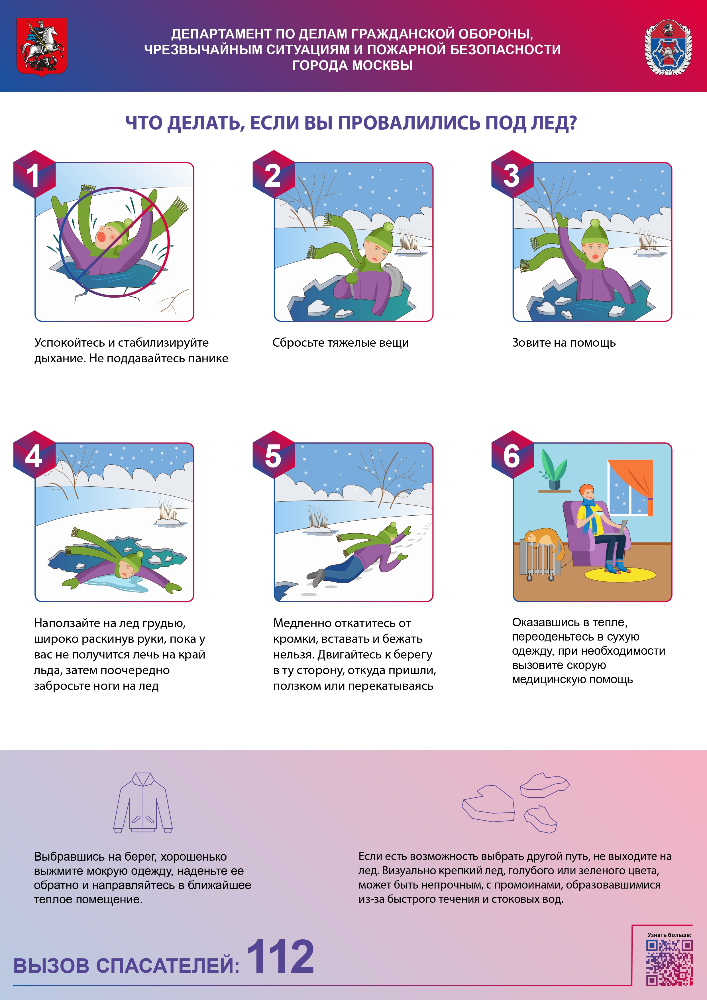 ДЕПАРТАМЕНТ ПО ДЕЛАМ ГРАЖДАНСКОЙ ОБОРОНЫ,
ЧРЕЗВЫЧАЙНЫМ СИТУАЦИЯМ И ПОЖАРНОЙ БЕЗОПАСНОСТИ
ГОРОДА МОСКВЫ
ЧТО ДЕЛАТЬ, ЕСЛИ ВЫ ПРОВАЛИЛИСЬ ПОД ЛЕД?
1
Успокойтесь и стабилизируйте
дыхание. Не поддавайтесь панике
2
Сбросьте тяжелые вещи
3
Зовите на помощь
4
Наползайте на лед грудью,
широко раскинув руки, пока у
вас не получится лечь на край
льда, затем поочередно
забросьте ноги на лед
5
Медленно откатитесь от
кромки, вставать и бежать
нельзя. Двигайтесь к берегу
в ту сторону, откуда пришли,
ползком или перекатываясь
6
Оказавшись в тепле,
переоденьтесь в сухую
одежду, при необходимости
вызовите скорую
медицинскую помощь
Выбравшись на берег, хорошенько
выжмите мокрую одежду, наденьте ее
обратно и направляйтесь в ближайшее
теплое помещение.
Если есть возможность выбрать другой путь, не выходите на
лед. Визуально крепкий лед, голубого или зеленого цвета,
может быть непрочным, с промоинами, образовавшимися
из-за быстрого течения и стоковых вод.
ВЫЗОВ СПАСАТЕЛЕЙ: 112
Узнать больше: